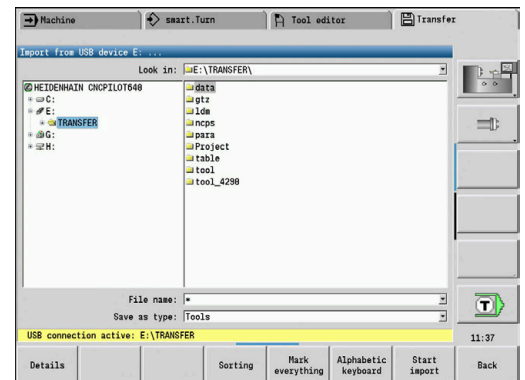 Machine
smart.Turn
Tool editor
Transfer
Import from USB device E: ...
Look in: E:\TRANSFER\
HEIDENHAIN CNCPILOT640
C:
E:
TRANSFER
G:
H:
data
gtz
ldm
ncps
para
Project
table
tool
tool_4290
File name: *
Save as type: Tools
USB connection active: E:\TRANSFER
T
11:37
Details
Sorting
Mark everything
Alphabetic keyboard
Start import
Back